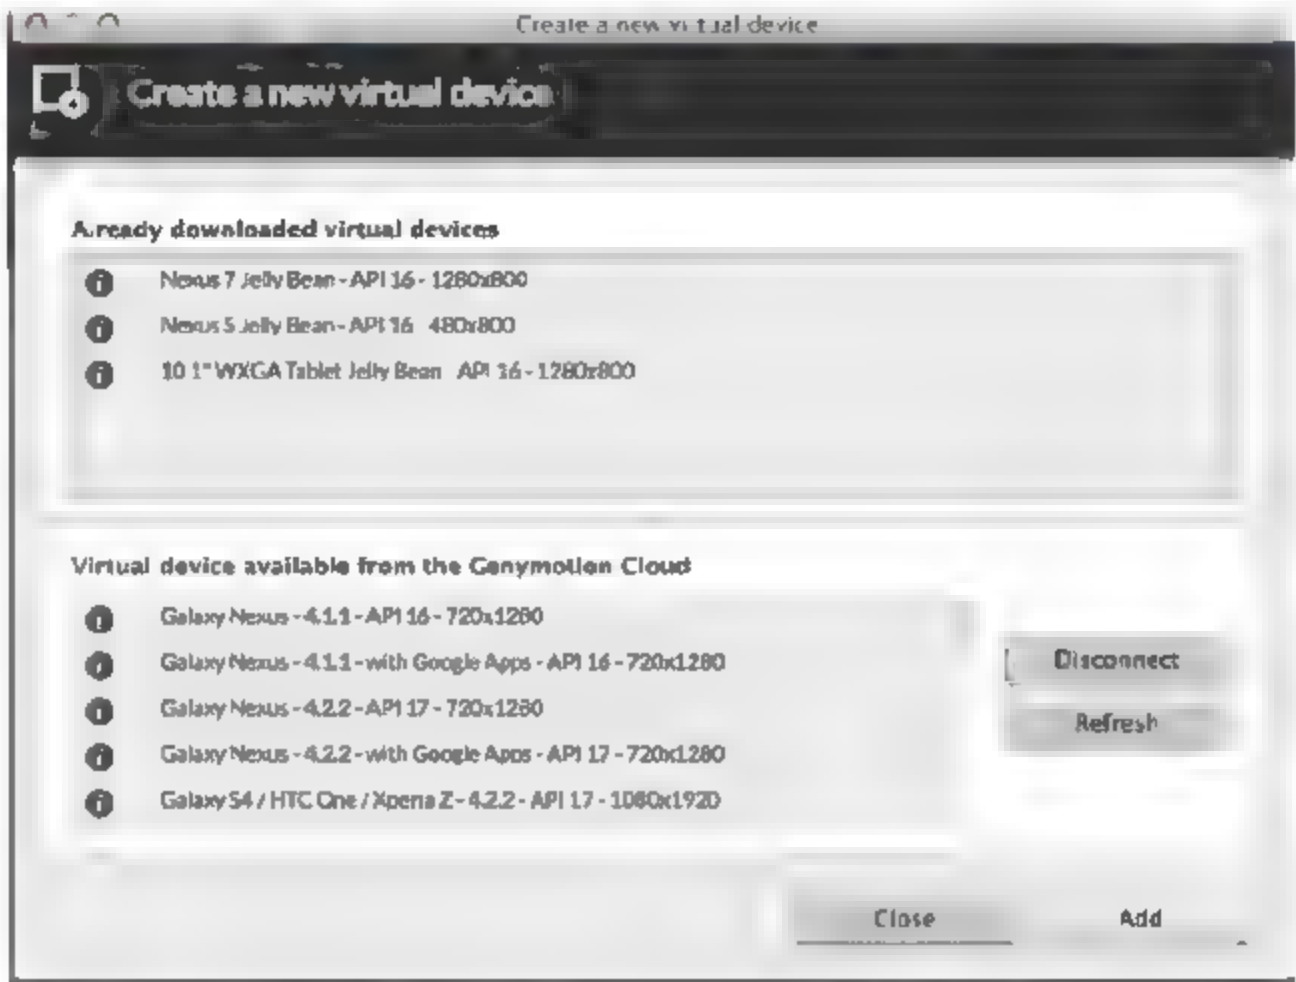 Create a new virtual device
Create a new virtual device
Already downloaded virtual devices
Nexus 7 Jelly Bean - API 16 - 1280x800
Nexus S Jelly Bean - API 16 480x800
10 1" WXGA Tablet Jelly Bean API 16 - 1280x800
Virtual device available from the Genymotion Cloud
Galaxy Nexus - 4.1.1 - API 16 - 720x1280
Galaxy Nexus - 4.1.1 - with Google Apps - API 16 - 720x1280
Disconnect
Galaxy Nexus - 4.2.2 - API 17 - 720x1280
Refresh
Galaxy Nexus - 4.2.2 - with Google Apps - API 17 - 720x1280
Galaxy S4 / HTC One / Xperia Z - 4.2.2 - API 17 - 1080x1920
Close
Add